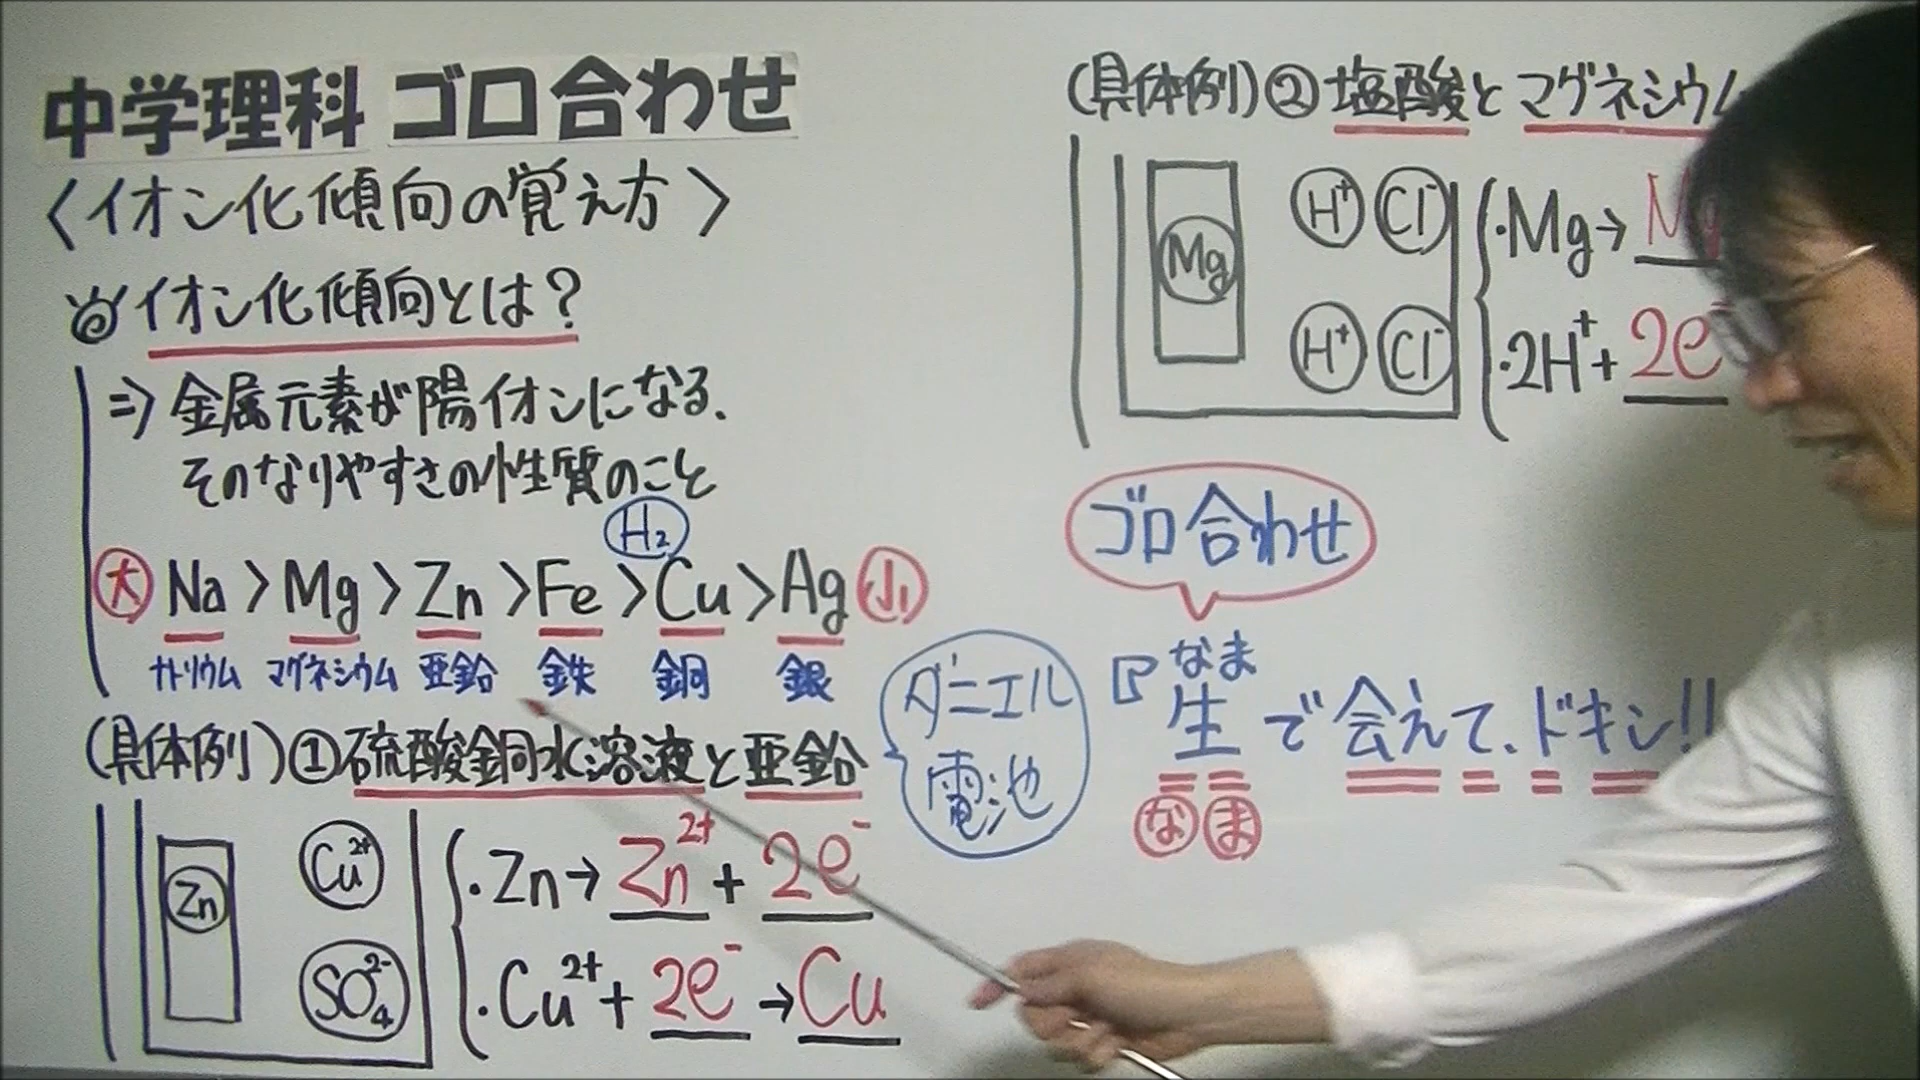 中学理科 ゴロ合わせ
〈イオン化傾向の覚え方〉
◎イオン化傾向とは?
⇒金属元素が陽イオンになる、
そのなりやすさの性質のこと
H₂
大 Na > Mg > Zn > Fe > Cu > Ag 小
ナトリウム マグネシウム 亜鉛 鉄 銅 銀
(具体例)①硫酸銅水溶液と亜鉛
ダニエル
電池
Zn
Cu²⁺
SO₄²⁻
・Zn→Zn²⁺+2e⁻
・Cu²⁺+2e⁻→Cu
(具体例)②塩酸とマグネシウム
Mg
H⁺ Cl⁻
H⁺ Cl⁻
・Mg→
・2H⁺+2e⁻
ゴロ合わせ
なま
『生で会えて、ドキン!!
な ま